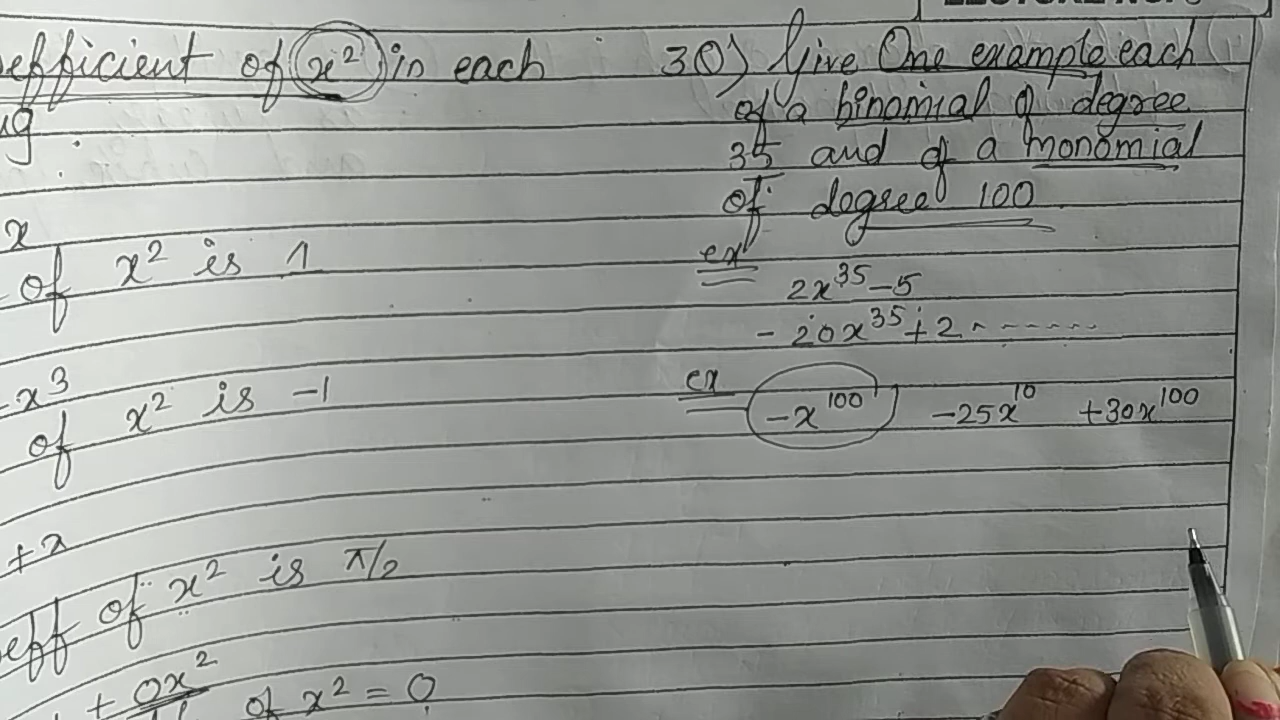 efficient of x² in each
x
of x² is 1
-x³
of x² is -1
+x
eff of x² is π/2
+ 0x²
of x² = 0
3Q) Give One example each
of a binomial of degree
35 and of a monomial
of degree 100
ex
2x³⁵-5
- 20x³⁵+2 ........
ex -x¹⁰⁰, -25x¹⁰ +30x¹⁰⁰